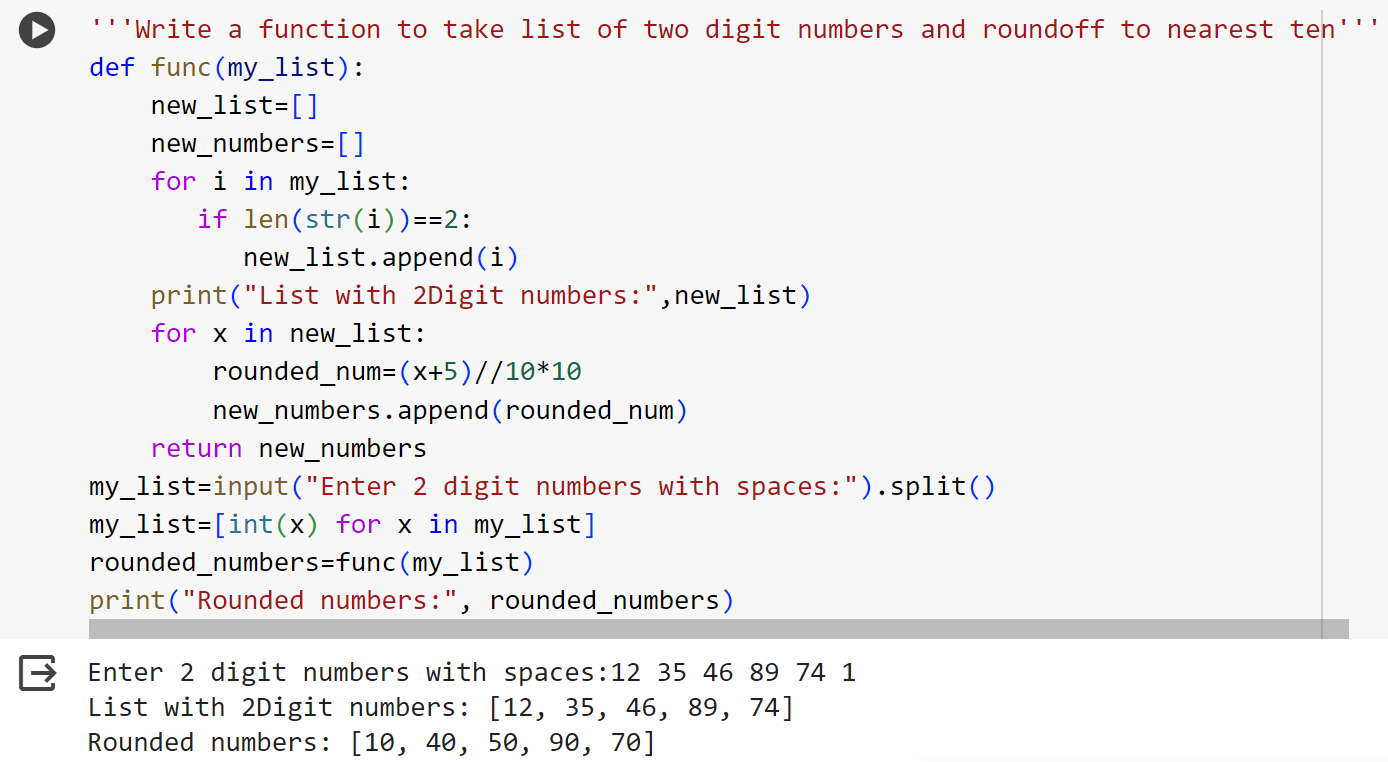 '''Write a function to take list of two digit numbers and roundoff to nearest ten'''
def func(my_list):
    new_list=[]
    new_numbers=[]
    for i in my_list:
       if len(str(i))==2:
          new_list.append(i)
    print("List with 2Digit numbers:",new_list)
    for x in new_list:
        rounded_num=(x+5)//10*10
        new_numbers.append(rounded_num)
    return new_numbers
my_list=input("Enter 2 digit numbers with spaces:").split()
my_list=[int(x) for x in my_list]
rounded_numbers=func(my_list)
print("Rounded numbers:", rounded_numbers)
Enter 2 digit numbers with spaces:12 35 46 89 74 1
List with 2Digit numbers: [12, 35, 46, 89, 74]
Rounded numbers: [10, 40, 50, 90, 70]